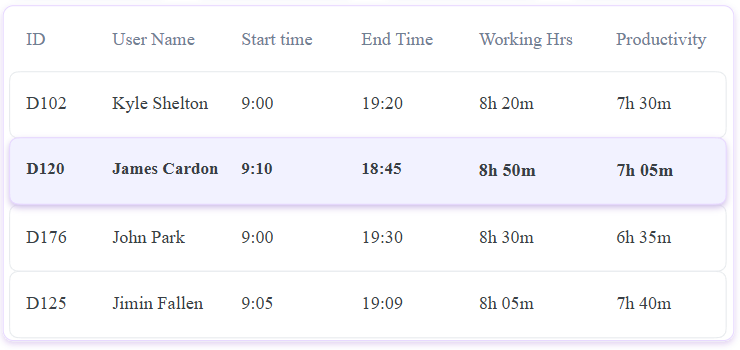 ID User Name Start time End Time Working Hrs Productivity
D102 Kyle Shelton 9:00 19:20 8h 20m 7h 30m
D120 James Cardon 9:10 18:45 8h 50m 7h 05m
D176 John Park 9:00 19:30 8h 30m 6h 35m
D125 Jimin Fallen 9:05 19:09 8h 05m 7h 40m